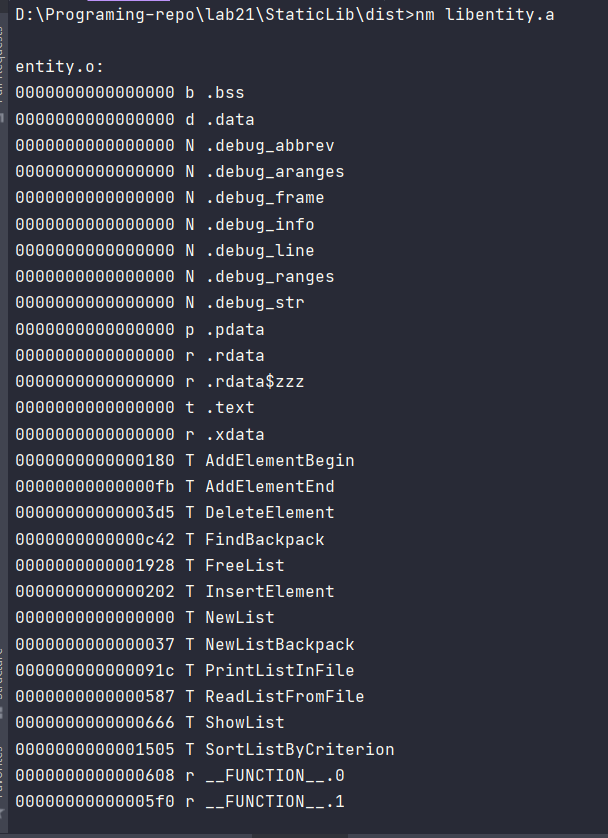 D:\Programing-repo\lab21\StaticLib\dist>nm libentity.a
entity.o:
0000000000000000 b .bss
0000000000000000 d .data
0000000000000000 N .debug_abbrev
0000000000000000 N .debug_aranges
0000000000000000 N .debug_frame
0000000000000000 N .debug_info
0000000000000000 N .debug_line
0000000000000000 N .debug_ranges
0000000000000000 N .debug_str
0000000000000000 p .pdata
0000000000000000 r .rdata
0000000000000000 r .rdata$zzz
0000000000000000 t .text
0000000000000000 r .xdata
0000000000000180 T AddElementBegin
00000000000000fb T AddElementEnd
00000000000003d5 T DeleteElement
0000000000000c42 T FindBackpack
0000000000001928 T FreeList
0000000000000202 T InsertElement
0000000000000000 T NewList
0000000000000037 T NewListBackpack
000000000000091c T PrintListInFile
0000000000000587 T ReadListFromFile
0000000000000666 T ShowList
0000000000001505 T SortListByCriterion
0000000000000608 r __FUNCTION__.0
00000000000005f0 r __FUNCTION__.1